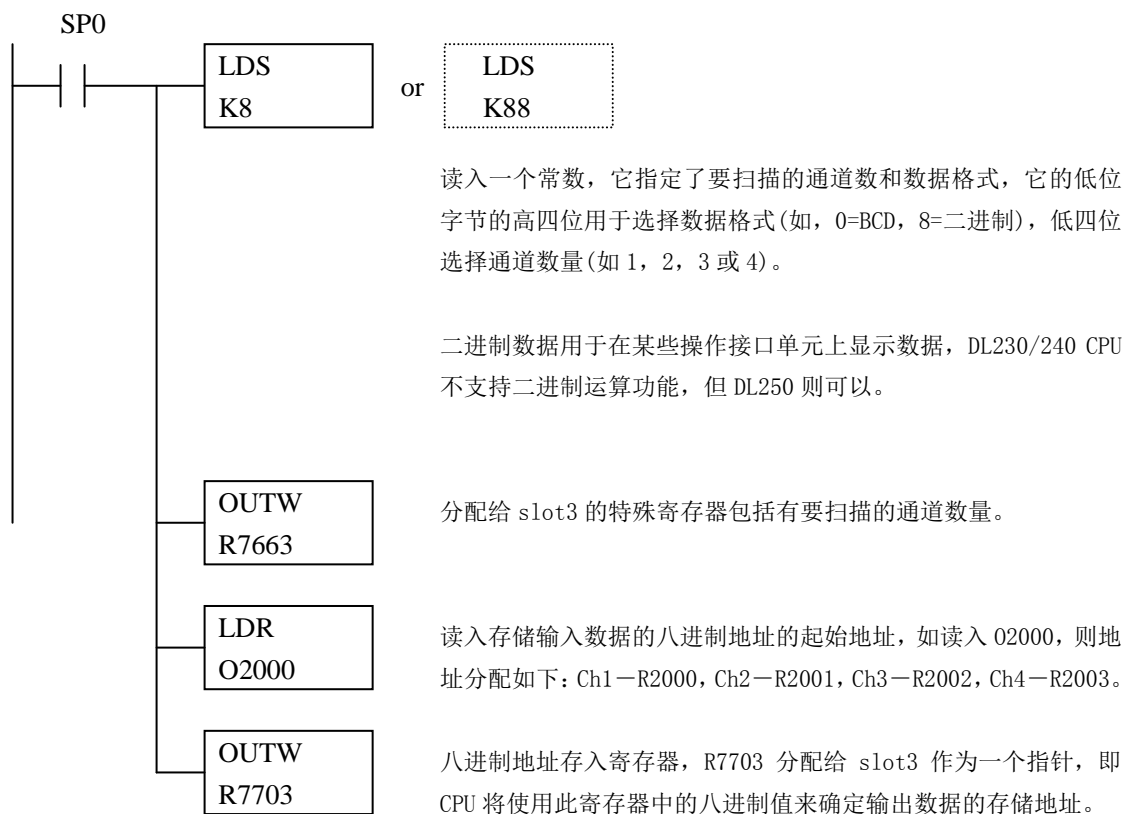 SP0
LDS
K8
or
LDS
K88
读入一个常数，它指定了要扫描的通道数和数据格式，它的低位
字节的高四位用于选择数据格式(如，0=BCD，8=二进制)，低四位
选择通道数量(如 1，2，3 或 4)。
二进制数据用于在某些操作接口单元上显示数据，DL230/240 CPU
不支持二进制运算功能，但 DL250 则可以。
OUTW
R7663
分配给 slot3 的特殊寄存器包括有要扫描的通道数量。
LDR
O2000
读入存储输入数据的八进制地址的起始地址，如读入 O2000，则地
址分配如下：Ch1－R2000，Ch2－R2001，Ch3－R2002，Ch4－R2003。
OUTW
R7703
八进制地址存入寄存器，R7703 分配给 slot3 作为一个指针，即
CPU 将使用此寄存器中的八进制值来确定输出数据的存储地址。